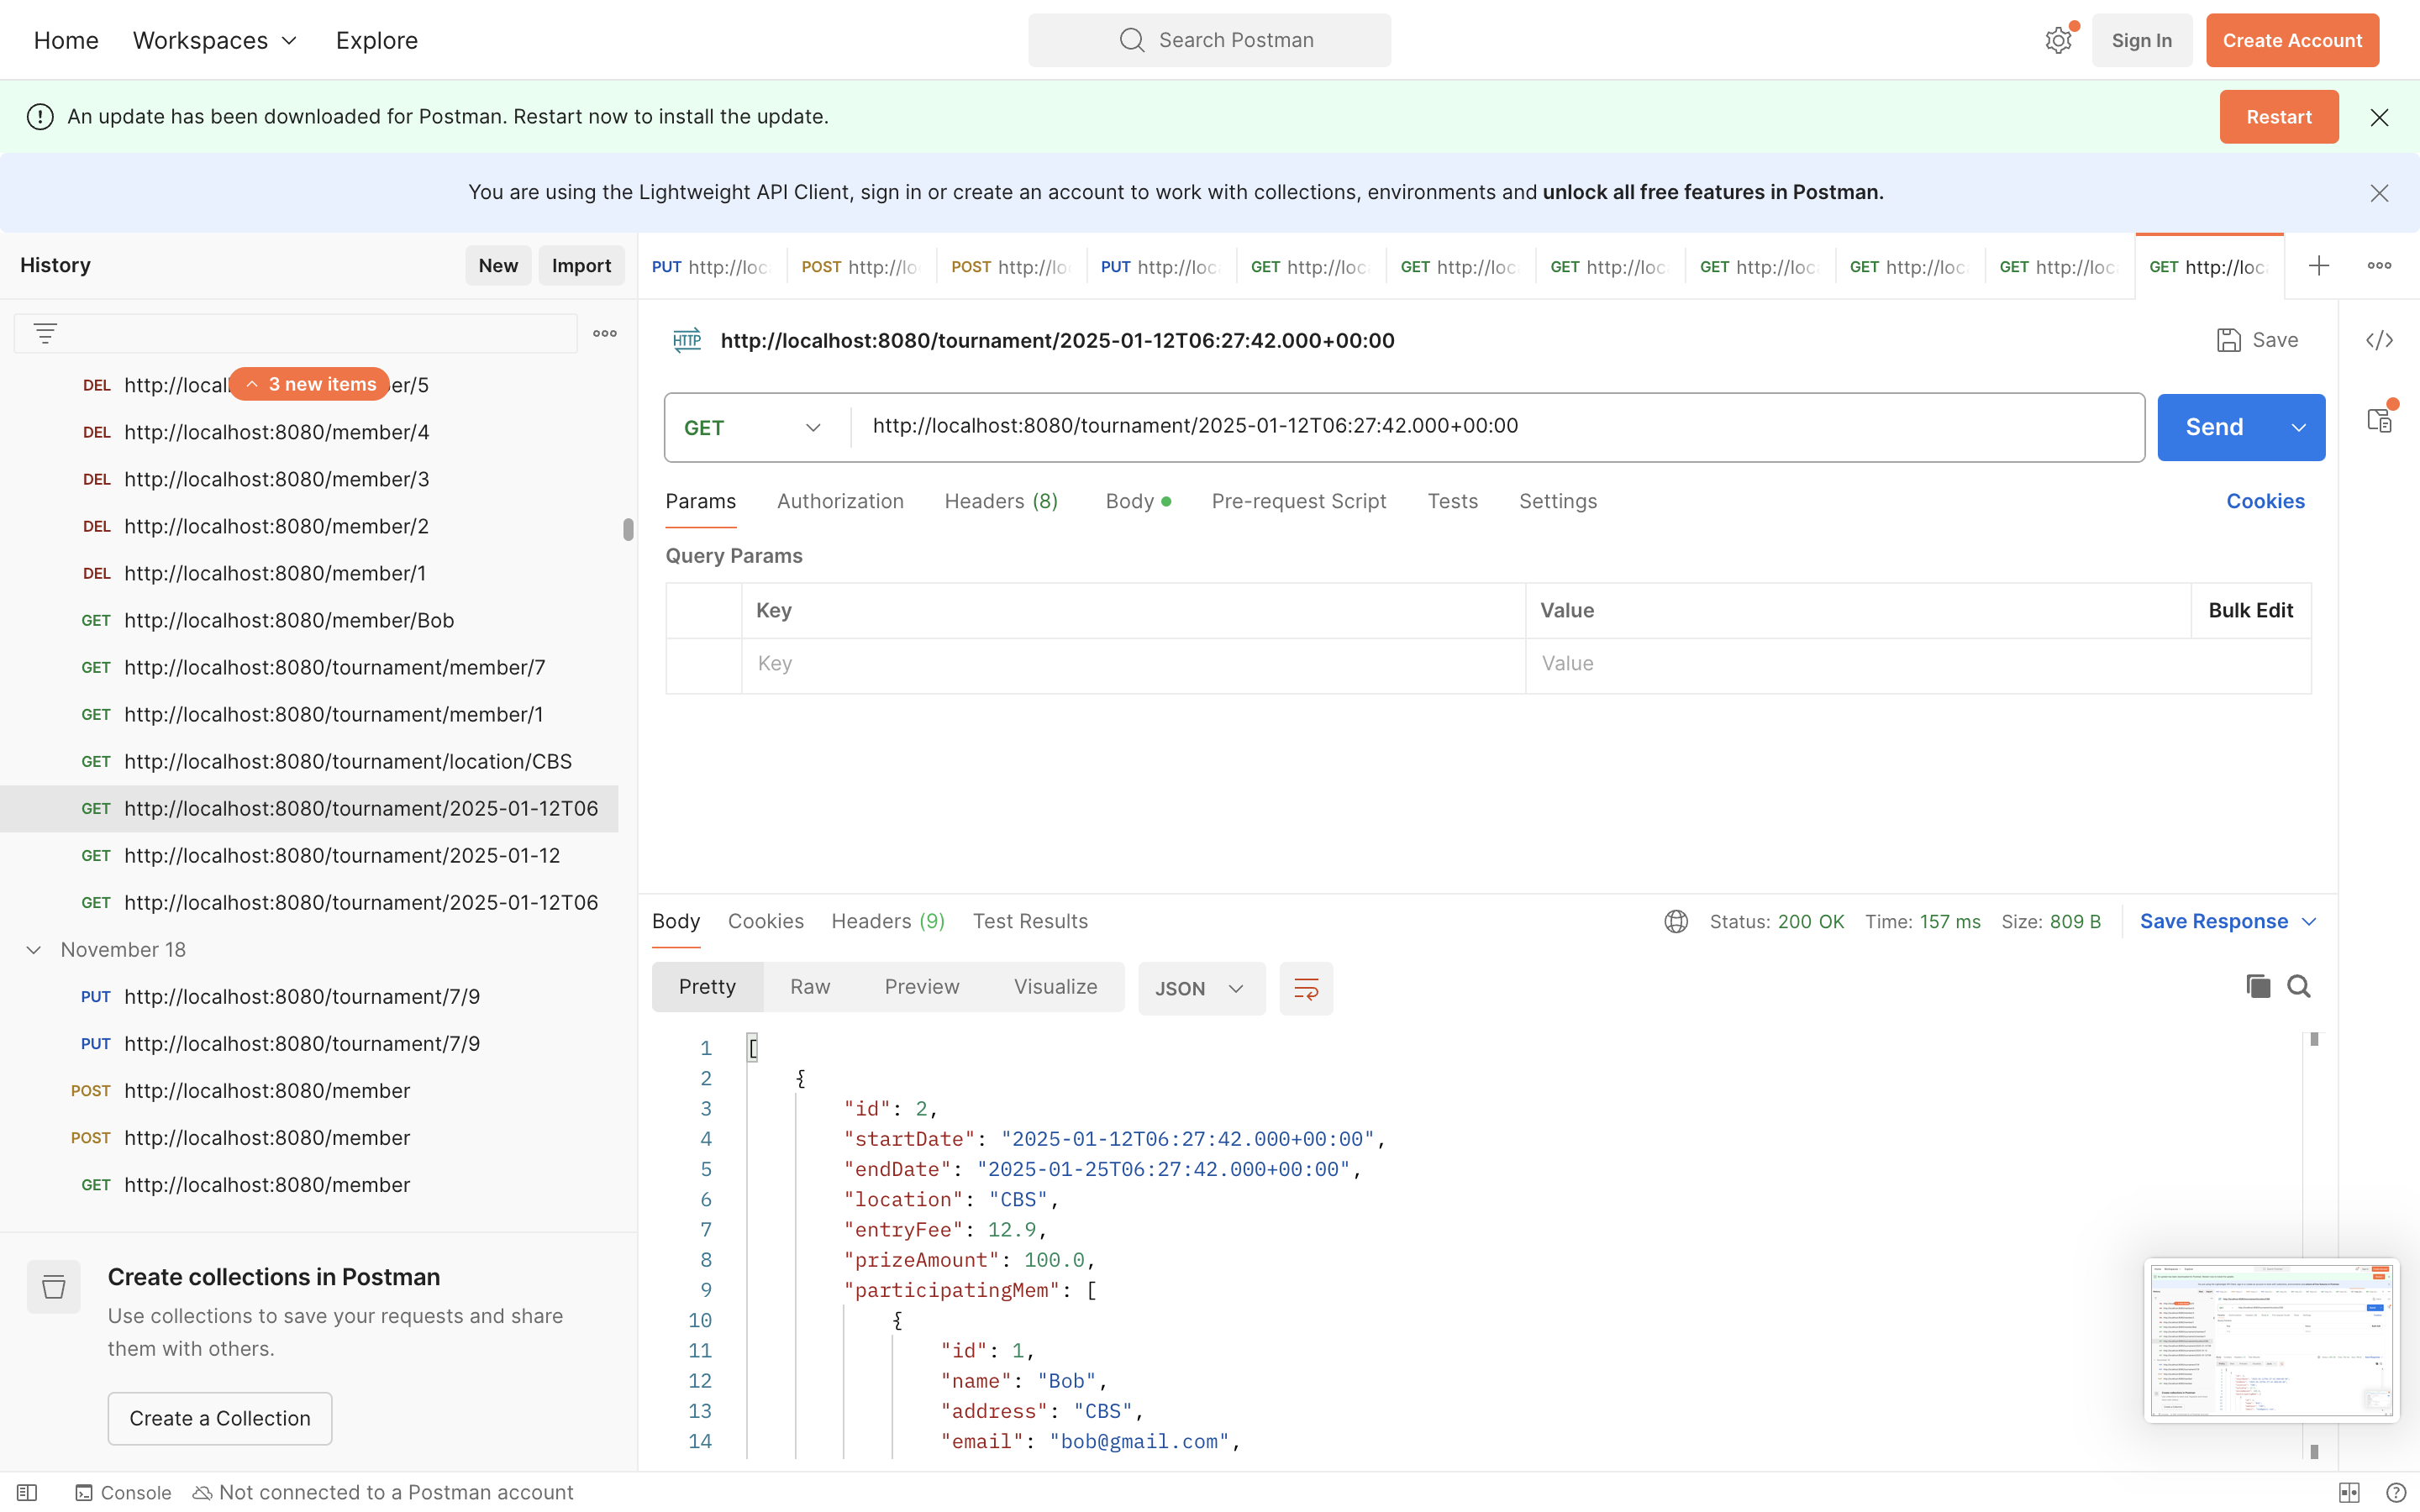 Home Workspaces Explore Search Postman Sign In Create Account
An update has been downloaded for Postman. Restart now to install the update. Restart
You are using the Lightweight API Client, sign in or create an account to work with collections, environments and unlock all free features in Postman.
History New Import
PUT http://loc POST http://lo POST http://lo PUT http://loc GET http://loc GET http://loc GET http://loc GET http://loc GET http://loc GET http://loc GET http://loc
DEL http://local er/5
3 new items
DEL http://localhost:8080/member/4
DEL http://localhost:8080/member/3
DEL http://localhost:8080/member/2
DEL http://localhost:8080/member/1
GET http://localhost:8080/member/Bob
GET http://localhost:8080/tournament/member/7
GET http://localhost:8080/tournament/member/1
GET http://localhost:8080/tournament/location/CBS
GET http://localhost:8080/tournament/2025-01-12T06
GET http://localhost:8080/tournament/2025-01-12
GET http://localhost:8080/tournament/2025-01-12T06
November 18
PUT http://localhost:8080/tournament/7/9
PUT http://localhost:8080/tournament/7/9
POST http://localhost:8080/member
POST http://localhost:8080/member
GET http://localhost:8080/member
Create collections in Postman
Use collections to save your requests and share
them with others.
Create a Collection
HTTP http://localhost:8080/tournament/2025-01-12T06:27:42.000+00:00 Save
GET http://localhost:8080/tournament/2025-01-12T06:27:42.000+00:00 Send
Params Authorization Headers (8) Body Pre-request Script Tests Settings Cookies
Query Params
Key Value Bulk Edit
Key Value
Body Cookies Headers (9) Test Results Status: 200 OK Time: 157 ms Size: 809 B Save Response
Pretty Raw Preview Visualize JSON
1 [
2 {
3 "id": 2,
4 "startDate": "2025-01-12T06:27:42.000+00:00",
5 "endDate": "2025-01-25T06:27:42.000+00:00",
6 "location": "CBS",
7 "entryFee": 12.9,
8 "prizeAmount": 100.0,
9 "participatingMem": [
10 {
11 "id": 1,
12 "name": "Bob",
13 "address": "CBS",
14 "email": "bob@gmail.com",
Console Not connected to a Postman account